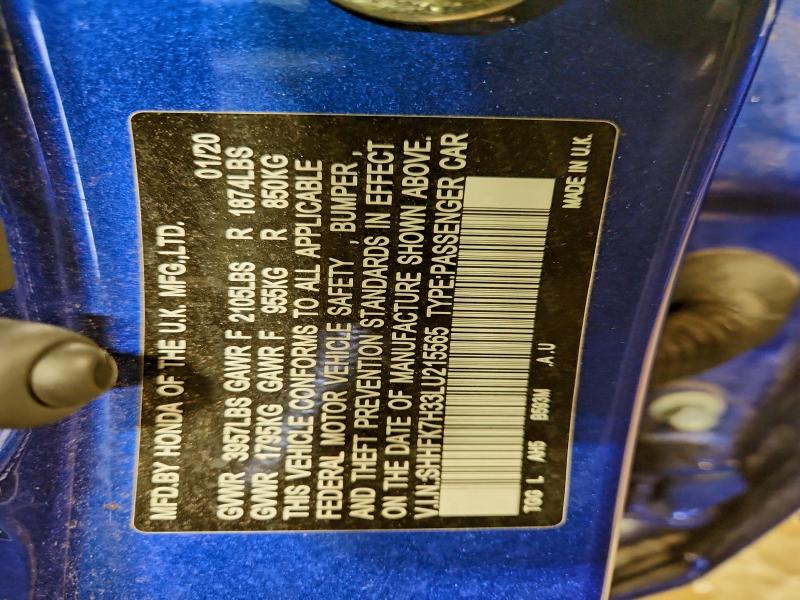 MFD.BY HONDA OF THE U.K. MFG.,LTD. 01/20
GVWR 3957LBS GAWR F 2105LBS R 1874LBS
GVWR 1795KG GAWR F 955KG R 850KG
THIS VEHICLE CONFORMS TO ALL APPLICABLE
FEDERAL MOTOR VEHICLE SAFETY , BUMPER ,
AND THEFT PREVENTION STANDARDS IN EFFECT
ON THE DATE OF MANUFACTURE SHOWN ABOVE.
V.I.N.:SHHFK7H33LU215565 TYPE:PASSENGER CAR
TGG L AH5 B593M .A .U MADE IN U.K.